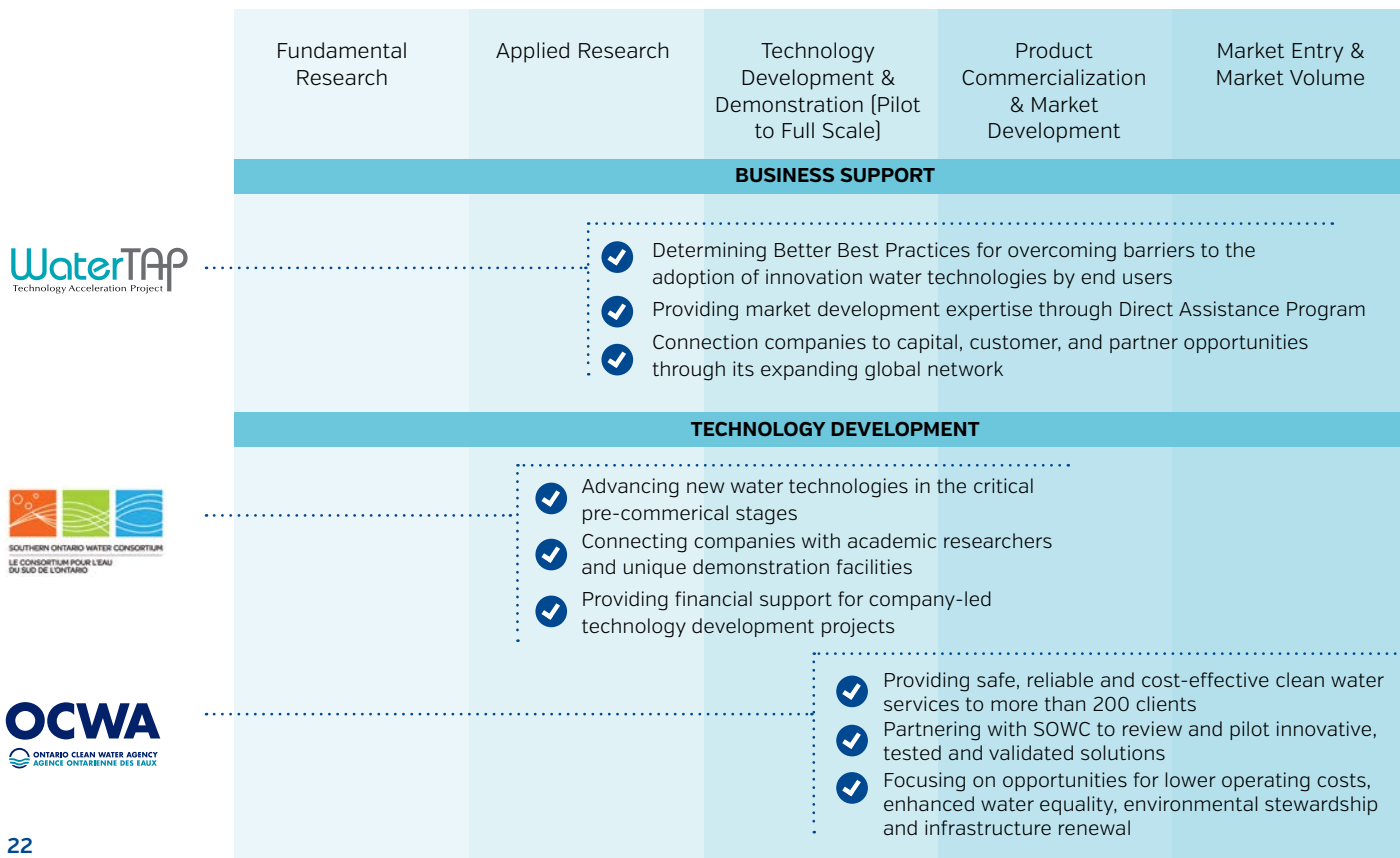 Fundamental
Research
Applied Research
Technology
Development &
Demonstration (Pilot
to Full Scale)
Product
Commercialization
& Market
Development
Market Entry &
Market Volume
BUSINESS SUPPORT
WaterTAP
Technology Acceleration Project
Determining Better Best Practices for overcoming barriers to the
adoption of innovation water technologies by end users
Providing market development expertise through Direct Assistance Program
Connection companies to capital, customer, and partner opportunities
through its expanding global network
TECHNOLOGY DEVELOPMENT
SOUTHERN ONTARIO WATER CONSORTIUM
LE CONSORTIUM POUR L'EAU
DU SUD DE L'ONTARIO
Advancing new water technologies in the critical
pre-commerical stages
Connecting companies with academic researchers
and unique demonstration facilities
Providing financial support for company-led
technology development projects
OCWA
ONTARIO CLEAN WATER AGENCY
AGENCE ONTARIENNE DES EAUX
Providing safe, reliable and cost-effective clean water
services to more than 200 clients
Partnering with SOWC to review and pilot innovative,
tested and validated solutions
Focusing on opportunities for lower operating costs,
enhanced water equality, environmental stewardship
and infrastructure renewal
22